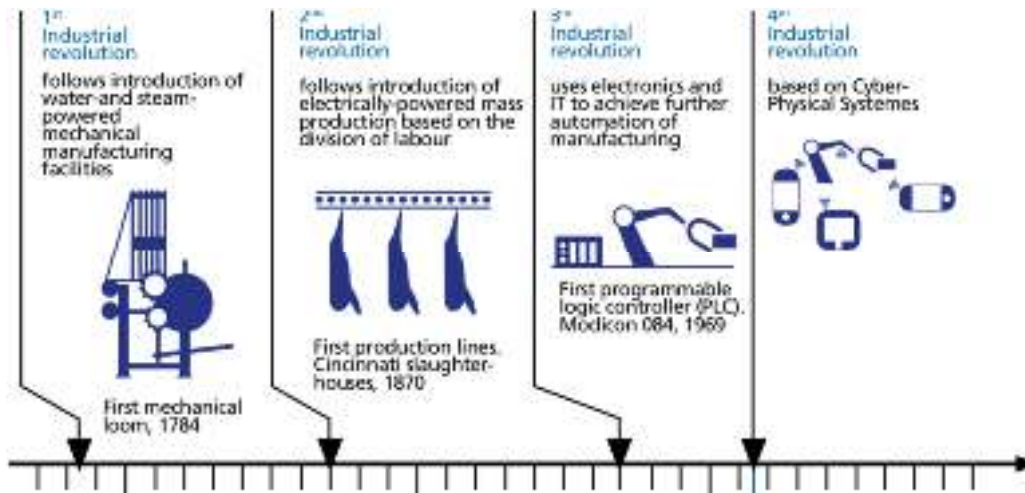 1st
Industrial
revolution
follows introduction of
water-and steam-
powered
mechanical
manufacturing
facilities
First mechanical
loom, 1784
2nd
Industrial
revolution
follows introduction of
electrically-powered mass
production based on the
division of labour
First production lines.
Cincinnati slaughter-
houses, 1870
3rd
Industrial
revolution
uses electronics and
IT to achieve further
automation of
manufacturing
First programmable
logic controller (PLC).
Modicon 084, 1969
Industrial
revolution
based on Cyber-
Physical Systemes